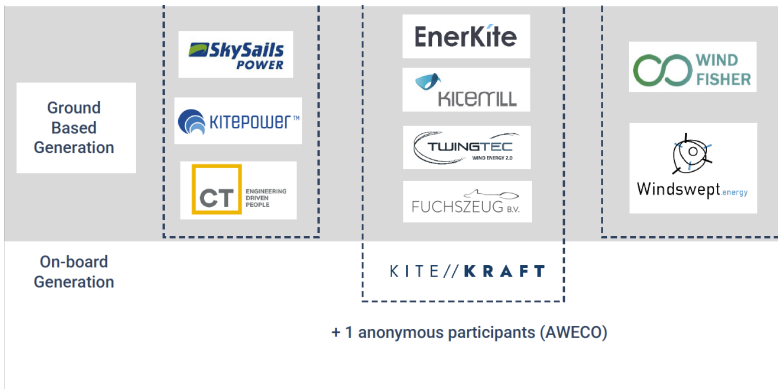 Ground
Based
Generation
SkySails
POWER
KITEPOWER™
CT
ENGINEERING
DRIVEN
PEOPLE
EnerKíte
KITEMILL
TWINGTEC
WIND ENERGY 2.0
FUCHSZEUG B.V.
WIND
FISHER
Windswept.energy
On-board
Generation
KITE//KRAFT
+ 1 anonymous participants (AWECO)